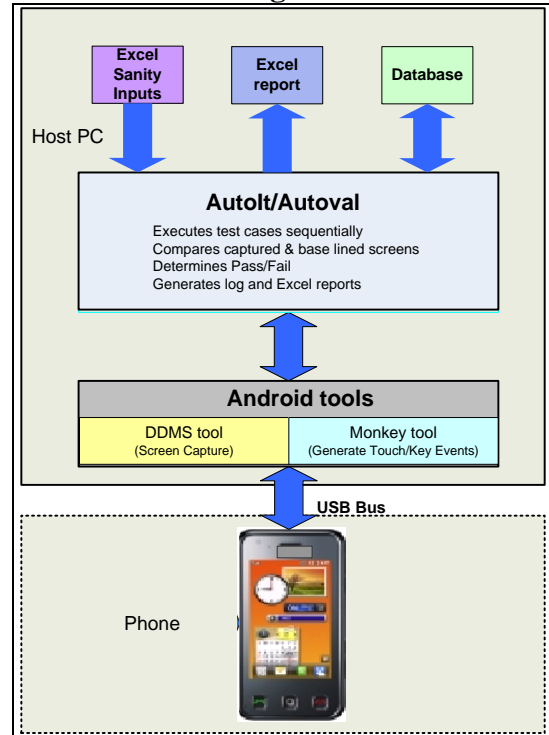 Excel
Sanity
Inputs
Excel
report
Database
Host PC
AutoIt/Autoval
Executes test cases sequentially
Compares captured & base lined screens
Determines Pass/Fail
Generates log and Excel reports
Android tools
DDMS tool
(Screen Capture)
Monkey tool
(Generate Touch/Key Events)
USB Bus
Phone